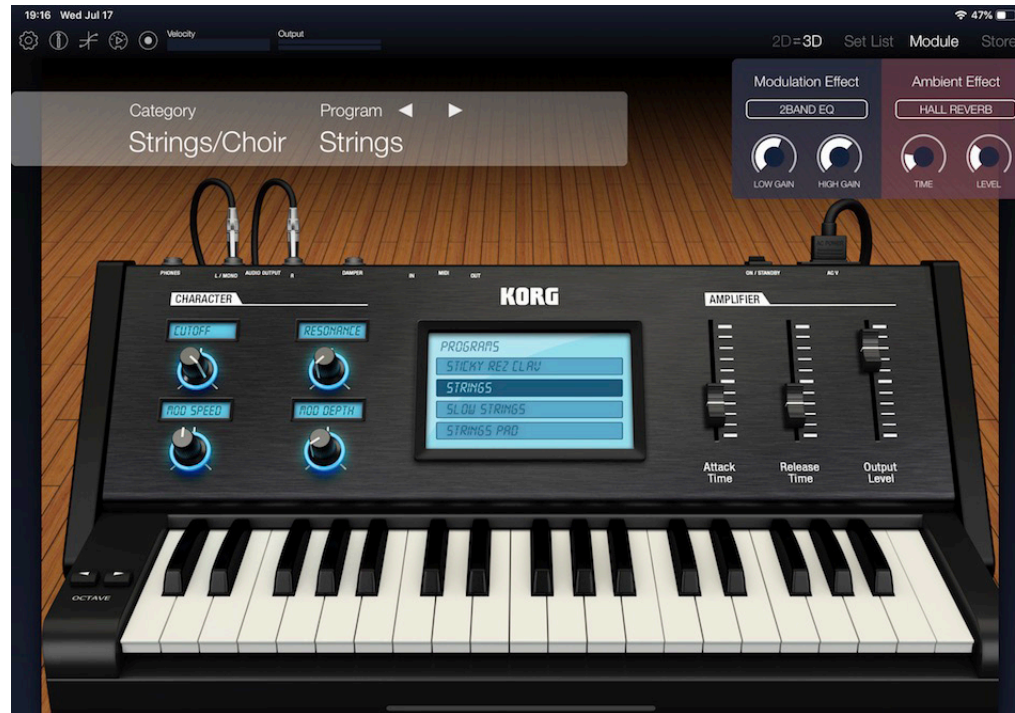 19:16 Wed Jul 17
47%
Velocity
Output
2D=3D
Set List
Module
Store
Modulation Effect
2BAND EQ
LOW GAIN
HIGH GAIN
Ambient Effect
HALL REVERB
TIME
LEVEL
Category
Strings/Choir
Program
Strings
PHONES
L / MONO
AUDIO OUTPUT
R
DAMPER
IN
MIDI
OUT
ON / STANDBY
AC POWER
AC V
CHARACTER
KORG
AMPLIFIER
CUTOFF
RESONANCE
MOD SPEED
MOD DEPTH
PROGRAMS
STICKY REZ CLAV
STRINGS
SLOW STRINGS
STRINGS PAD
Attack
Time
Release
Time
Output
Level
OCTAVE